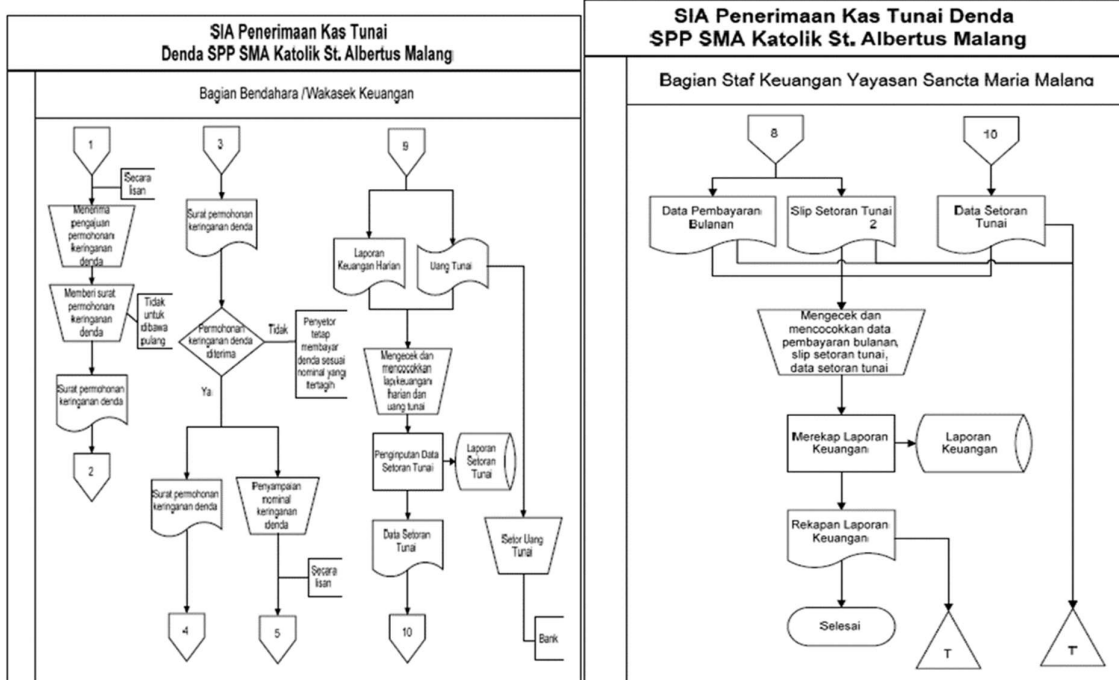 SIA Penerimaan Kas Tunai
Denda SPP SMA Katolik St. Albertus Malang
Bagian Bendahara /Wakasek Keuangan
1
Secara
lisan
Menerima
pengajuan
permohonan
keringanan
denda
Memberi surat
permohonan
keringanan
denda
Tidak
untuk
dibawa
pulang
Surat permohonan
keringanan denda
2
3
Surat permohonan
keringanan denda
Permohonan
keringanan denda
diterima
Tidak
Penyetor
tetap
membayar
denda sesuai
nominal yang
tertagih
Ya
Surat permohonan
keringanan denda
4
Penyampaian
nominal
keringanan
denda
Secara
lisan
5
9
Laporan
Keuangan Harian
Uang Tunai
Mengecek dan
mencocokkan
lap.keuangan
harian dan
uang tunai
Penginputan Data
Setoran Tunai
Laporan
Setoran
Tunai
Data Setoran
Tunai
10
Setor Uang
Tunai
Bank
SIA Penerimaan Kas Tunai Denda
SPP SMA Katolik St. Albertus Malang
Bagian Staf Keuangan Yayasan Sancta Maria Malang
8
10
Data Pembayaran
Bulanan
Slip Setoran Tunai
2
Data Setoran
Tunai
Mengecek dan
mencocokkan data
pembayaran bulanan,
slip setoran tunai,
data setoran tunai
Merekap Laporan
Keuangan
Laporan
Keuangan
Rekapan Laporan
Keuangan
Selesai
T
T